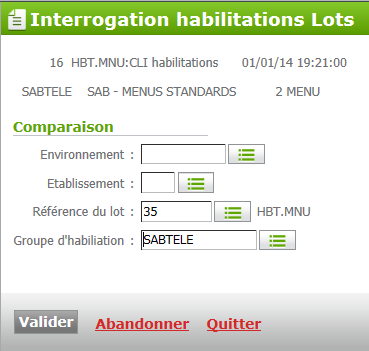 Interrogation habilitations Lots
16 HBT.MNU:CLI habilitations 01/01/14 19:21:00
SABTELE SAB - MENUS STANDARDS 2 MENU
Comparaison
Environnement :
Etablissement :
Référence du lot : 35 HBT.MNU
Groupe d'habiliation : SABTELE
Valider Abandonner Quitter